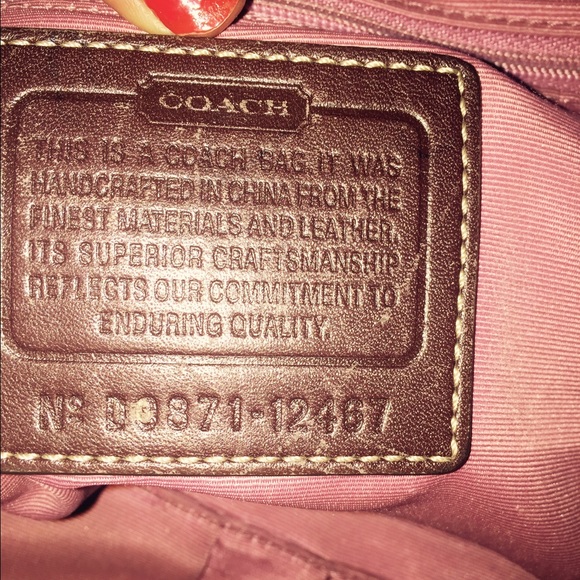 COACH
THIS IS A COACH BAG. IT WAS
HANDCRAFTED IN CHINA FROM THE
FINEST MATERIALS AND LEATHER.
ITS SUPERIOR CRAFTSMANSHIP
REFLECTS OUR COMMITMENT TO
ENDURING QUALITY.
Nº D0871-12467